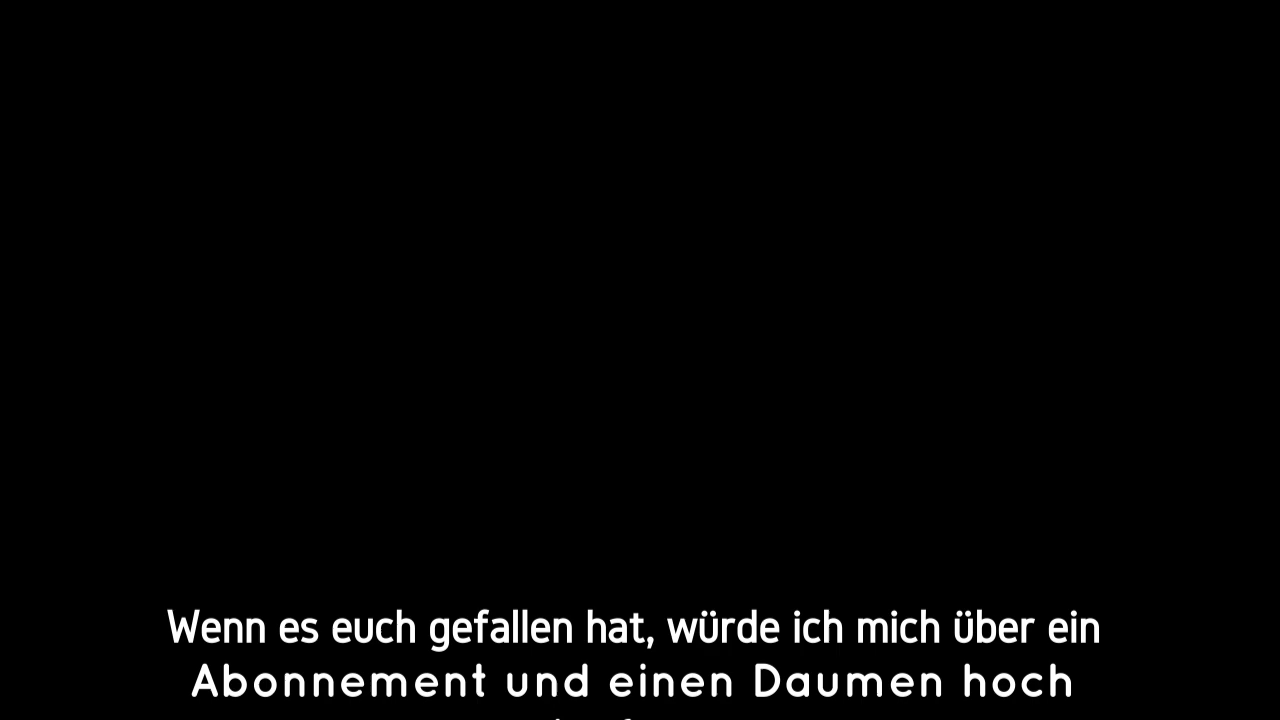 Wenn es euch gefallen hat, würde ich mich über ein
Abonnement und einen Daumen hoch